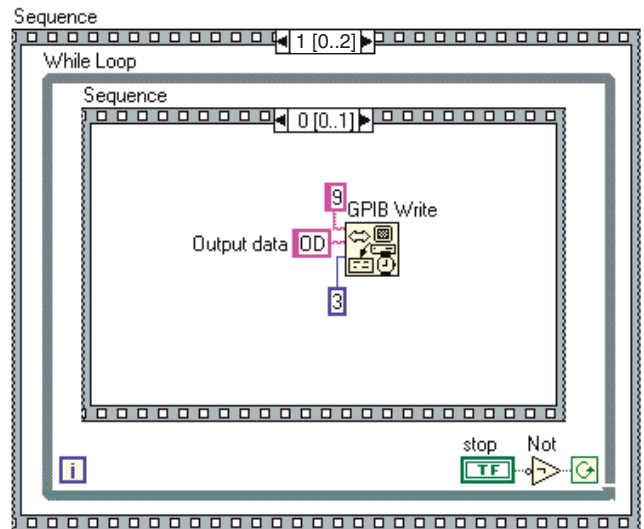 Sequence
1 [0..2]
While Loop
Sequence
0 [0..1]
9
GPIB Write
Output data OD
3
stop Not
i TF